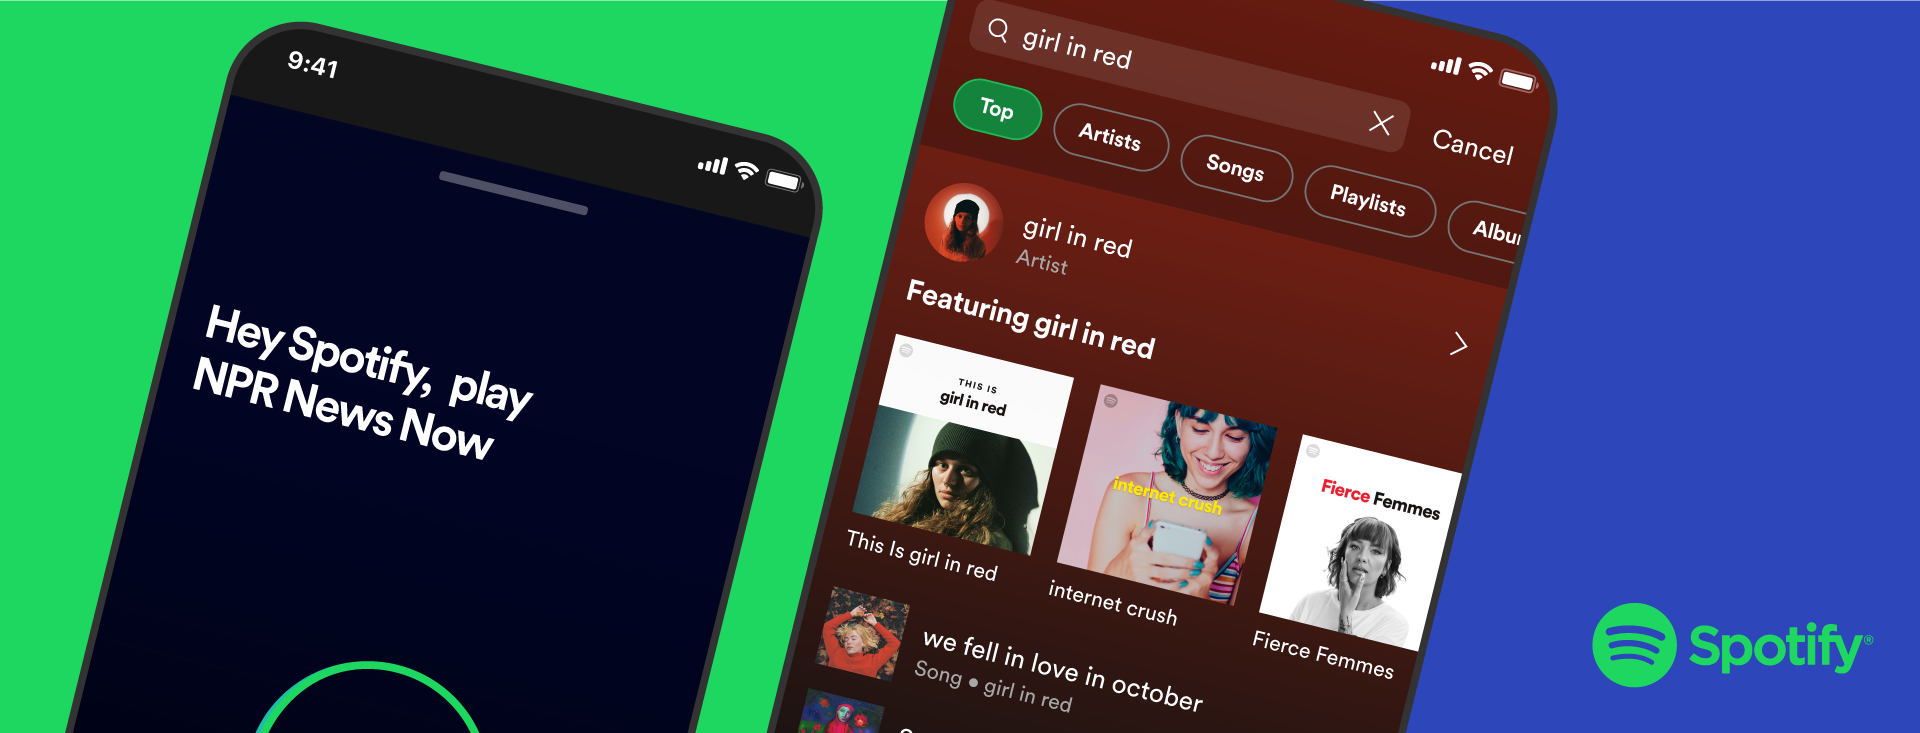 9:41
Hey Spotify, play
NPR News Now
girl in red
Cancel
Top
Artists
Songs
Playlists
girl in red
Artist
Featuring girl in red
THIS IS
girl in red
internet crush
Fierce Femmes
This Is girl in red
internet crush
Fierce Femmes
we fell in love in october
Song • girl in red
Spotify®